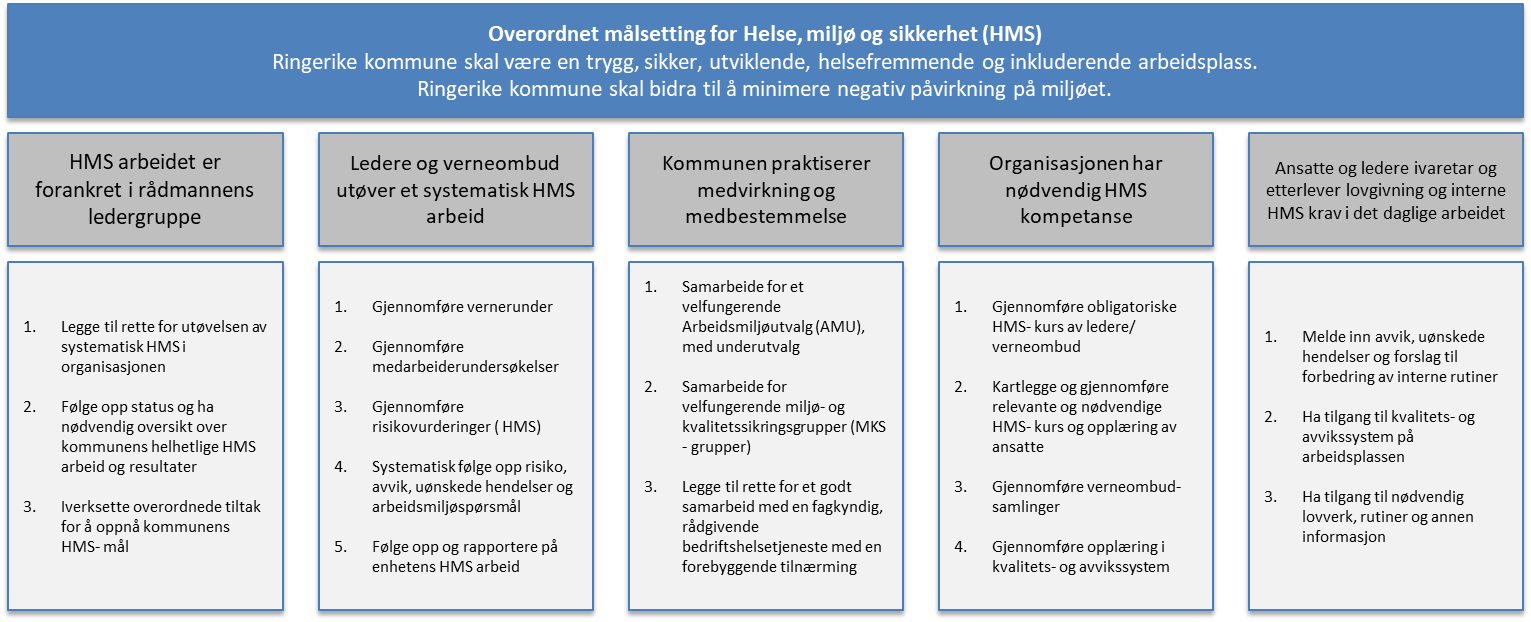 Overordnet målsetting for Helse, miljø og sikkerhet (HMS)
Ringerike kommune skal være en trygg, sikker, utviklende, helsefremmende og inkluderende arbeidsplass.
Ringerike kommune skal bidra til å minimere negativ påvirkning på miljøet.
HMS arbeidet er
forankret i rådmannens
ledergruppe
1. Legge til rette for utøvelsen av
systematisk HMS i
organisasjonen
2. Følge opp status og ha
nødvendig oversikt over
kommunens helhetlige HMS
arbeid og resultater
3. Iverksette overordnede tiltak
for å oppnå kommunens
HMS- mål
Ledere og verneombud
utøver et systematisk HMS
arbeid
1. Gjennomføre vernerunder
2. Gjennomføre
medarbeiderundersøkelser
3. Gjennomføre
risikovurderinger ( HMS)
4. Systematisk følge opp risiko,
avvik, uønskede hendelser og
arbeidsmiljøspørsmål
5. Følge opp og rapportere på
enhetens HMS arbeid
Kommunen praktiserer
medvirkning og
medbestemmelse
1. Samarbeide for et
velfungerende
Arbeidsmiljøutvalg (AMU),
med underutvalg
2. Samarbeide for
velfungerende miljø- og
kvalitetssikringsgrupper (MKS
- grupper)
3. Legge til rette for et godt
samarbeid med en fagkyndig,
rådgivende
bedriftshelsetjeneste med en
forebyggende tilnærming
Organisasjonen har
nødvendig HMS
kompetanse
1. Gjennomføre obligatoriske
HMS- kurs av ledere/
verneombud
2. Kartlegge og gjennomføre
relevante og nødvendige
HMS- kurs og opplæring av
ansatte
3. Gjennomføre verneombud-
samlinger
4. Gjennomføre opplæring i
kvalitets- og avvikssystem
Ansatte og ledere ivaretar og
etterlever lovgivning og interne
HMS krav i det daglige arbeidet
1. Melde inn avvik, uønskede
hendelser og forslag til
forbedring av interne rutiner
2. Ha tilgang til kvalitets- og
avvikssystem på
arbeidsplassen
3. Ha tilgang til nødvendig
lovverk, rutiner og annen
informasjon